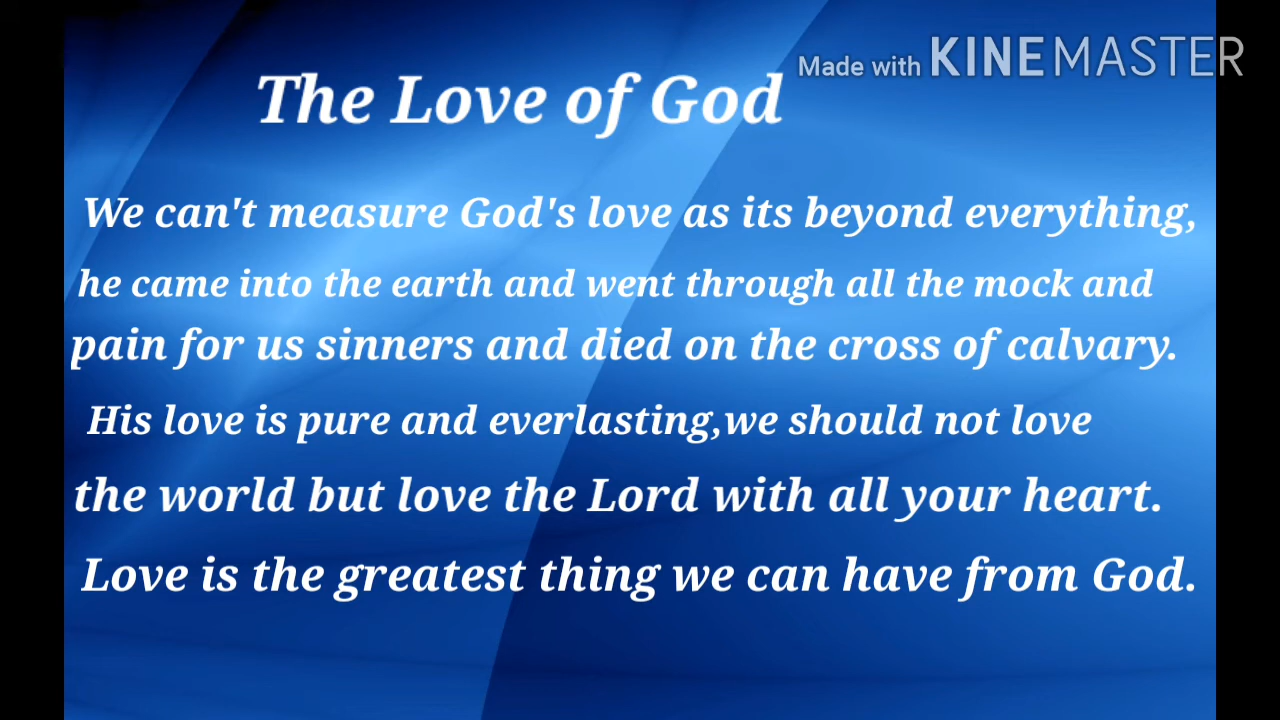 Made with KINEMASTER
The Love of God
We can't measure God's love as its beyond everything,
he came into the earth and went through all the mock and
pain for us sinners and died on the cross of calvary.
His love is pure and everlasting,we should not love
the world but love the Lord with all your heart.
Love is the greatest thing we can have from God.